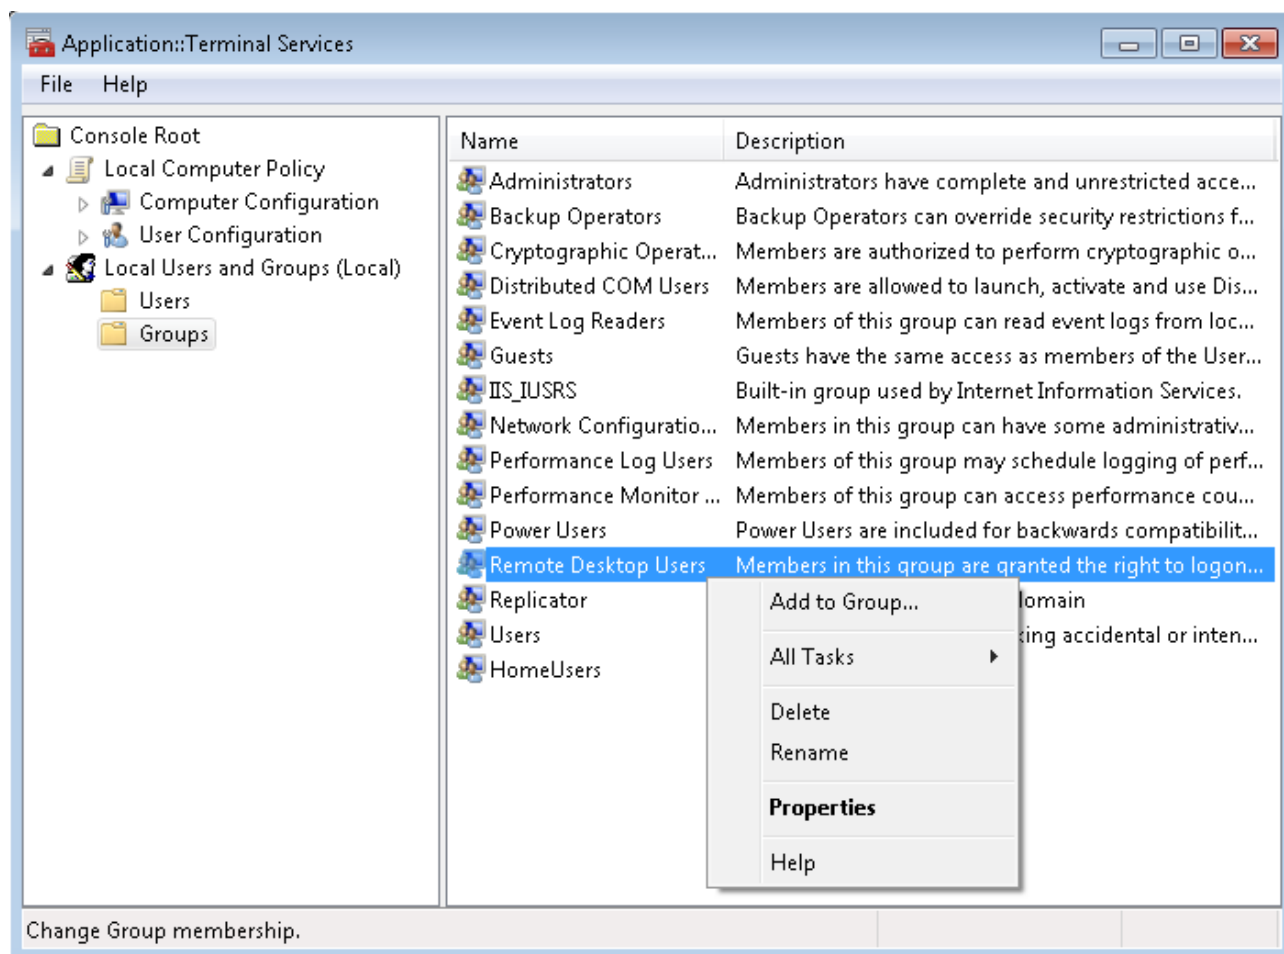 Application::Terminal Services
File Help
Console Root
Local Computer Policy
Computer Configuration
User Configuration
Local Users and Groups (Local)
Users
Groups
Name Description
Administrators Administrators have complete and unrestricted acce...
Backup Operators Backup Operators can override security restrictions f...
Cryptographic Operat... Members are authorized to perform cryptographic o...
Distributed COM Users Members are allowed to launch, activate and use Dis...
Event Log Readers Members of this group can read event logs from loc...
Guests Guests have the same access as members of the User...
IIS_IUSRS Built-in group used by Internet Information Services.
Network Configuratio... Members in this group can have some administrativ...
Performance Log Users Members of this group may schedule logging of perf...
Performance Monitor ... Members of this group can access performance cou...
Power Users Power Users are included for backwards compatibilit...
Remote Desktop Users Members in this group are granted the right to logon...
Replicator omain
Users king accidental or inten...
HomeUsers
Add to Group...
All Tasks
Delete
Rename
Properties
Help
Change Group membership.